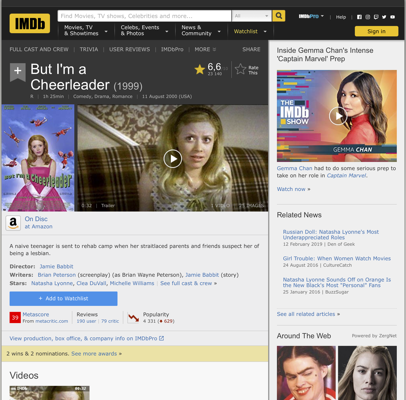 IMDb
Find Movies, TV shows, Celebrities and more...
All
Movies, TV & Showtimes
Celebs, Events & Photos
News & Community
Watchlist
IMDbPro
Help
Sign in
FULL CAST AND CREW | TRIVIA | USER REVIEWS | IMDbPro | MORE
SHARE
But I'm a
Cheerleader (1999)
6,6
Rate
This
R | 1h 25min | Comedy, Drama, Romance | 11 August 2000 (USA)
But I'm a Cheerleader
0:32 | Trailer
On Disc
at Amazon
A naive teenager is sent to rehab camp when her straitlaced parents and friends suspect her of
being a lesbian.
Director: Jamie Babbit
Writers: Brian Peterson (screenplay) (as Brian Wayne Peterson), Jamie Babbit (story)
Stars: Natasha Lyonne, Clea DuVall, Michelle Williams | See full cast & crew »
+ Add to Watchlist
39
Metascore
From metacritic.com
Reviews
190 user | 79 critic
Popularity
4 331 (629)
View production, box office, & company info on IMDbPro
2 wins & 2 nominations. See more awards »
Videos
Inside Gemma Chan's Intense
'Captain Marvel' Prep
THE
IMDb
SHOW
GEMMA CHAN
Gemma Chan had to do some serious prep
to take on her role in Captain Marvel.
Watch now »
Related News
Russian Doll: Natasha Lyonne's Most
Underappreciated Roles
12 February 2019 | Den of Geek
Girl Trouble: When Women Watch Movies
24 August 2016 | CultureCatch
Natasha Lyonne Sounds Off on Orange Is
the New Black's Most "Personal" Fans
25 January 2016 | BuzzSugar
See all related articles »
Around The Web
Powered by ZergNet